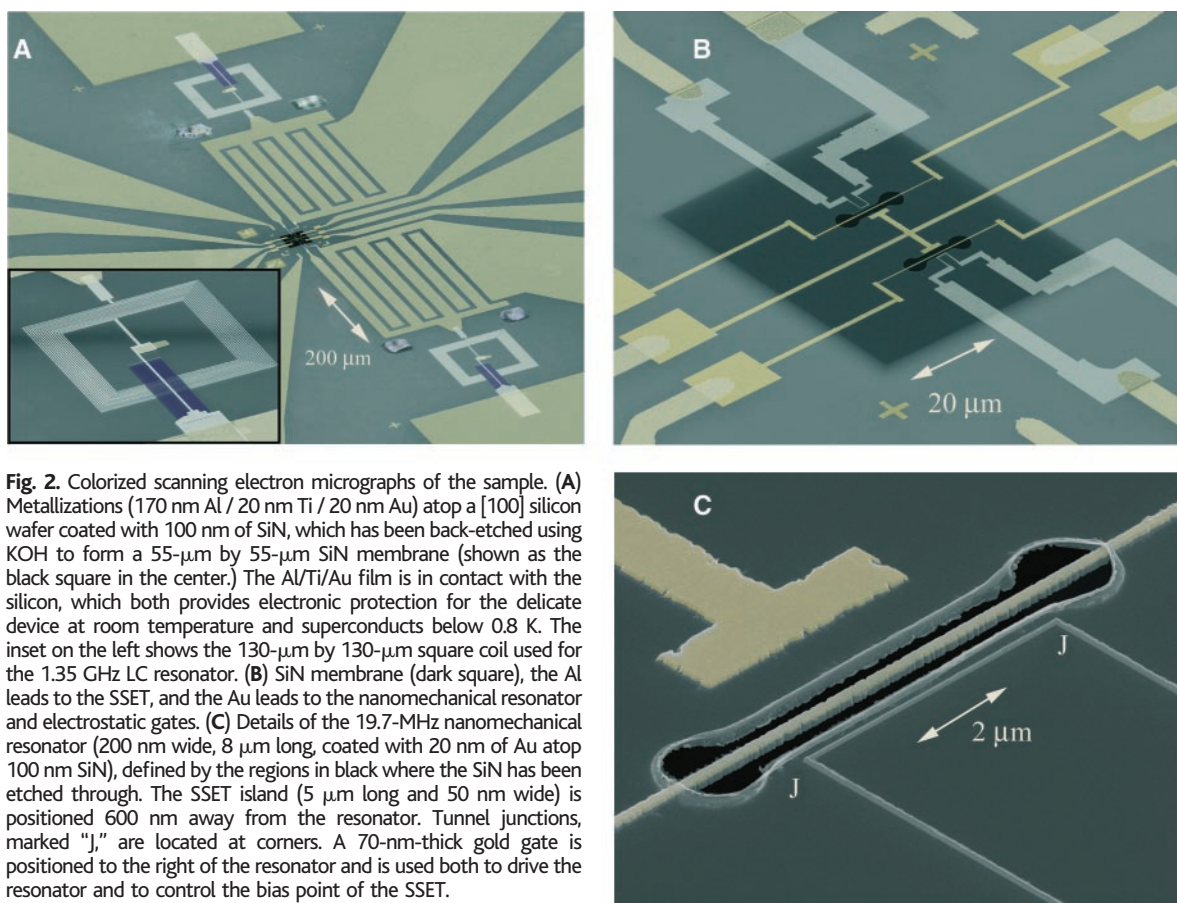 A
200 μm
B
20 μm
Fig. 2. Colorized scanning electron micrographs of the sample. (A)
Metallizations (170 nm Al / 20 nm Ti / 20 nm Au) atop a [100] silicon
wafer coated with 100 nm of SiN, which has been back-etched using
KOH to form a 55-μm by 55-μm SiN membrane (shown as the
black square in the center.) The Al/Ti/Au film is in contact with the
silicon, which both provides electronic protection for the delicate
device at room temperature and superconducts below 0.8 K. The
inset on the left shows the 130-μm by 130-μm square coil used for
the 1.35 GHz LC resonator. (B) SiN membrane (dark square), the Al
leads to the SSET, and the Au leads to the nanomechanical resonator
and electrostatic gates. (C) Details of the 19.7-MHz nanomechanical
resonator (200 nm wide, 8 μm long, coated with 20 nm of Au atop
100 nm SiN), defined by the regions in black where the SiN has been
etched through. The SSET island (5 μm long and 50 nm wide) is
positioned 600 nm away from the resonator. Tunnel junctions,
marked “J,” are located at corners. A 70-nm-thick gold gate is
positioned to the right of the resonator and is used both to drive the
resonator and to control the bias point of the SSET.
C
J
2 μm
J